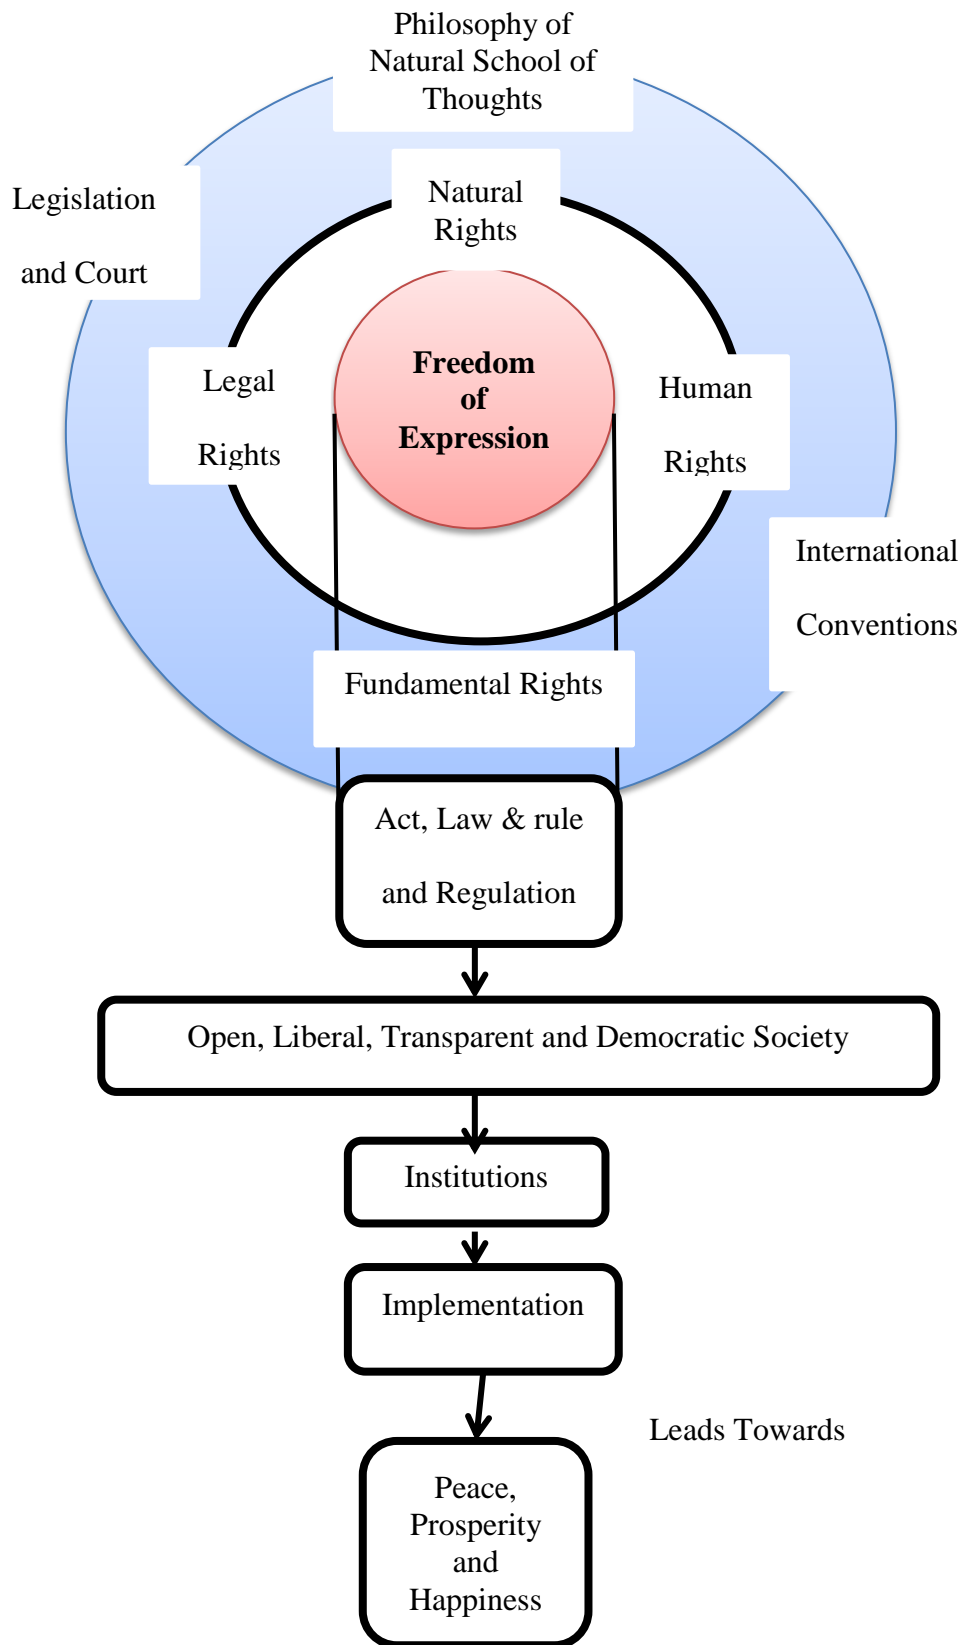 Philosophy of
Natural School of
Thoughts
Legislation
and Court
Natural
Rights
Legal
Rights
Freedom
of
Expression
Human
Rights
International
Conventions
Fundamental Rights
Act, Law & rule
and Regulation
Open, Liberal, Transparent and Democratic Society
Institutions
Implementation
Leads Towards
Peace,
Prosperity
and
Happiness